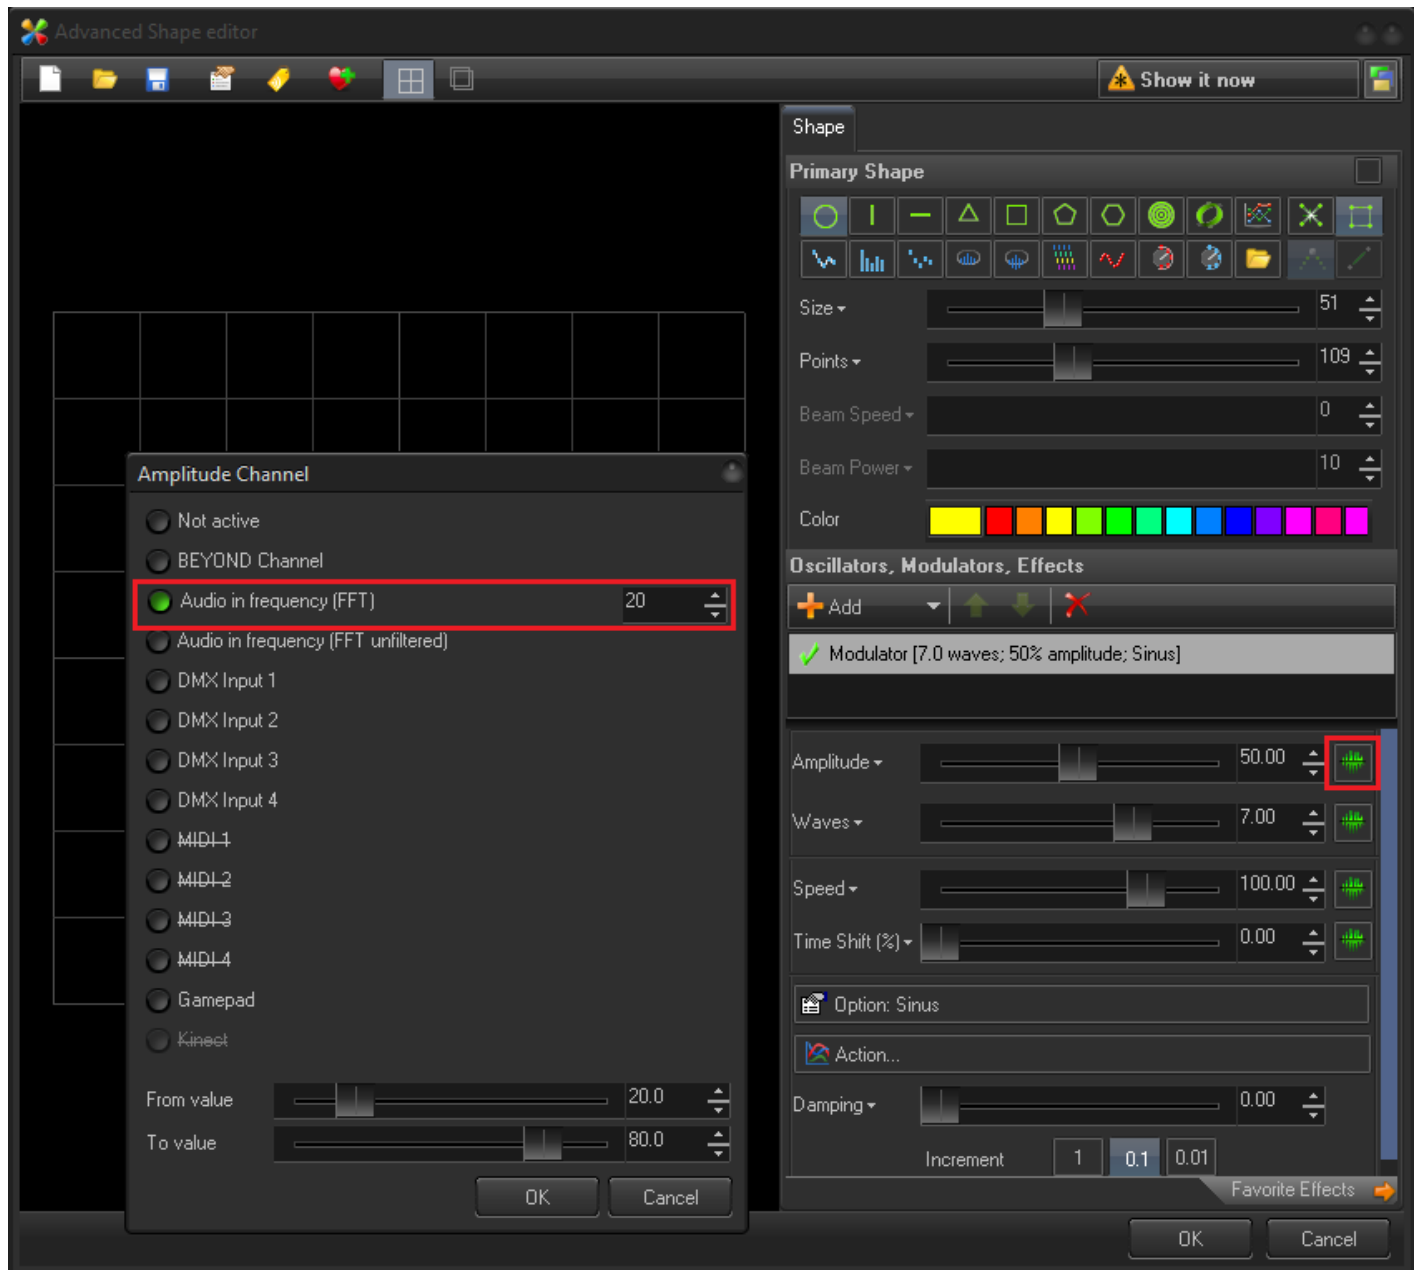 Advanced Shape editor
Show it now
Shape
Primary Shape
Size
51
Points
109
Beam Speed
0
Beam Power
10
Color
Oscillators, Modulators, Effects
Add
Modulator [7.0 waves; 50% amplitude; Sinus]
Amplitude
50.00
Waves
7.00
Speed
100.00
Time Shift (%)
0.00
Option: Sinus
Action...
Damping
0.00
Increment
1
0.1
0.01
Favorite Effects
OK
Cancel
Amplitude Channel
Not active
BEYOND Channel
Audio in frequency (FFT)
20
Audio in frequency (FFT unfiltered)
DMX Input 1
DMX Input 2
DMX Input 3
DMX Input 4
MIDI 1
MIDI 2
MIDI 3
MIDI 4
Gamepad
Kinect
From value
20.0
To value
80.0
OK
Cancel